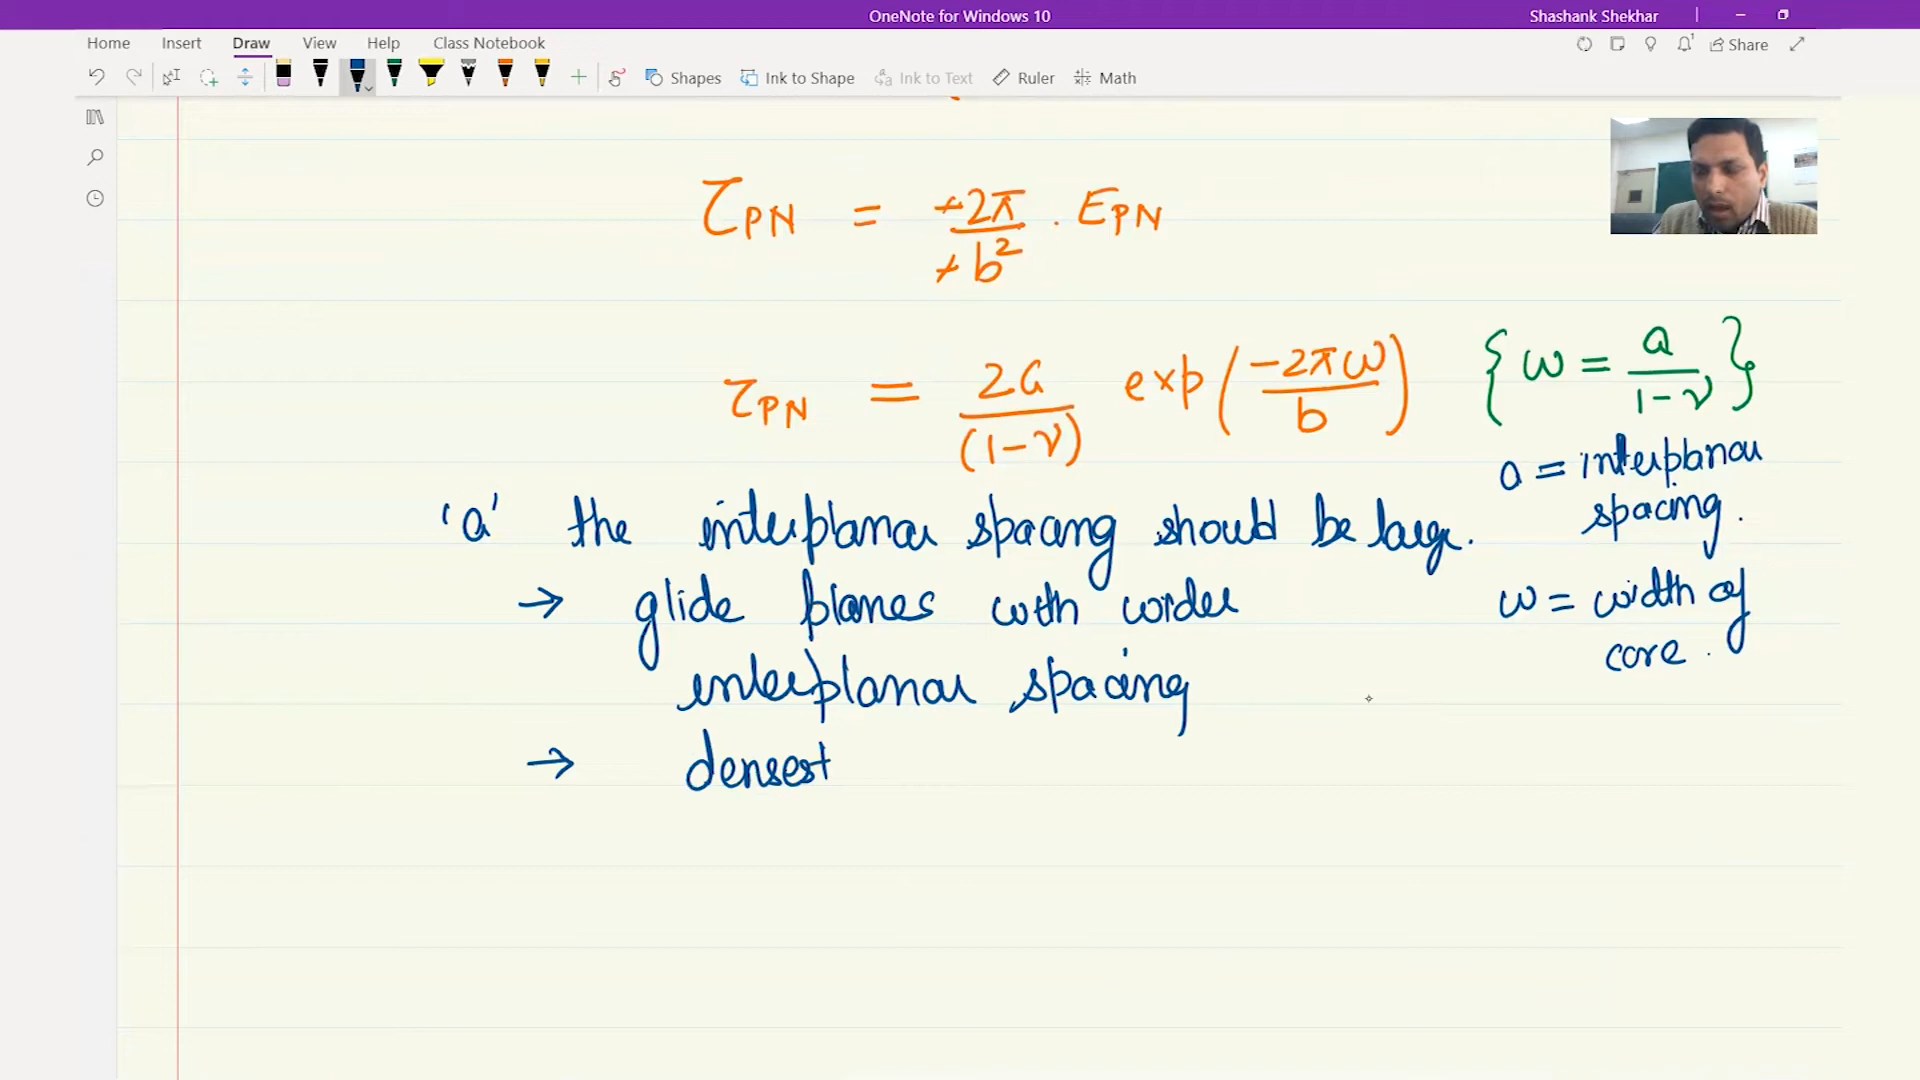 OneNote for Windows 10
Shashank Shekhar
Home Insert Draw View Help Class Notebook
Share
Shapes Ink to Shape Ink to Text Ruler Math
τPN = +2π/+b² . EPN
τPN = 2G/(1-ν) exp(-2πω/b) {ω = a/1-ν}
a = interplanar
spacing.
'a' the interplanar spacing should be large.
→ glide planes with wider
ω = width of
core.
interplanar spacing
→ densest